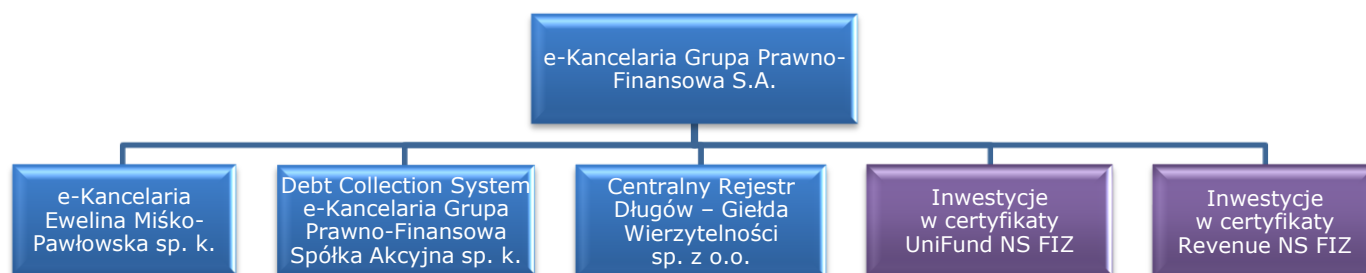 e-Kancelaria Grupa Prawno-
Finansowa S.A.
e-Kancelaria
Ewelina Miśko-
Pawłowska sp. k.
Debt Collection System
e-Kancelaria Grupa
Prawno-Finansowa
Spółka Akcyjna sp. k.
Centralny Rejestr
Długów – Giełda
Wierzytelności
sp. z o.o.
Inwestycje
w certyfikaty
UniFund NS FIZ
Inwestycje
w certyfikaty
Revenue NS FIZ